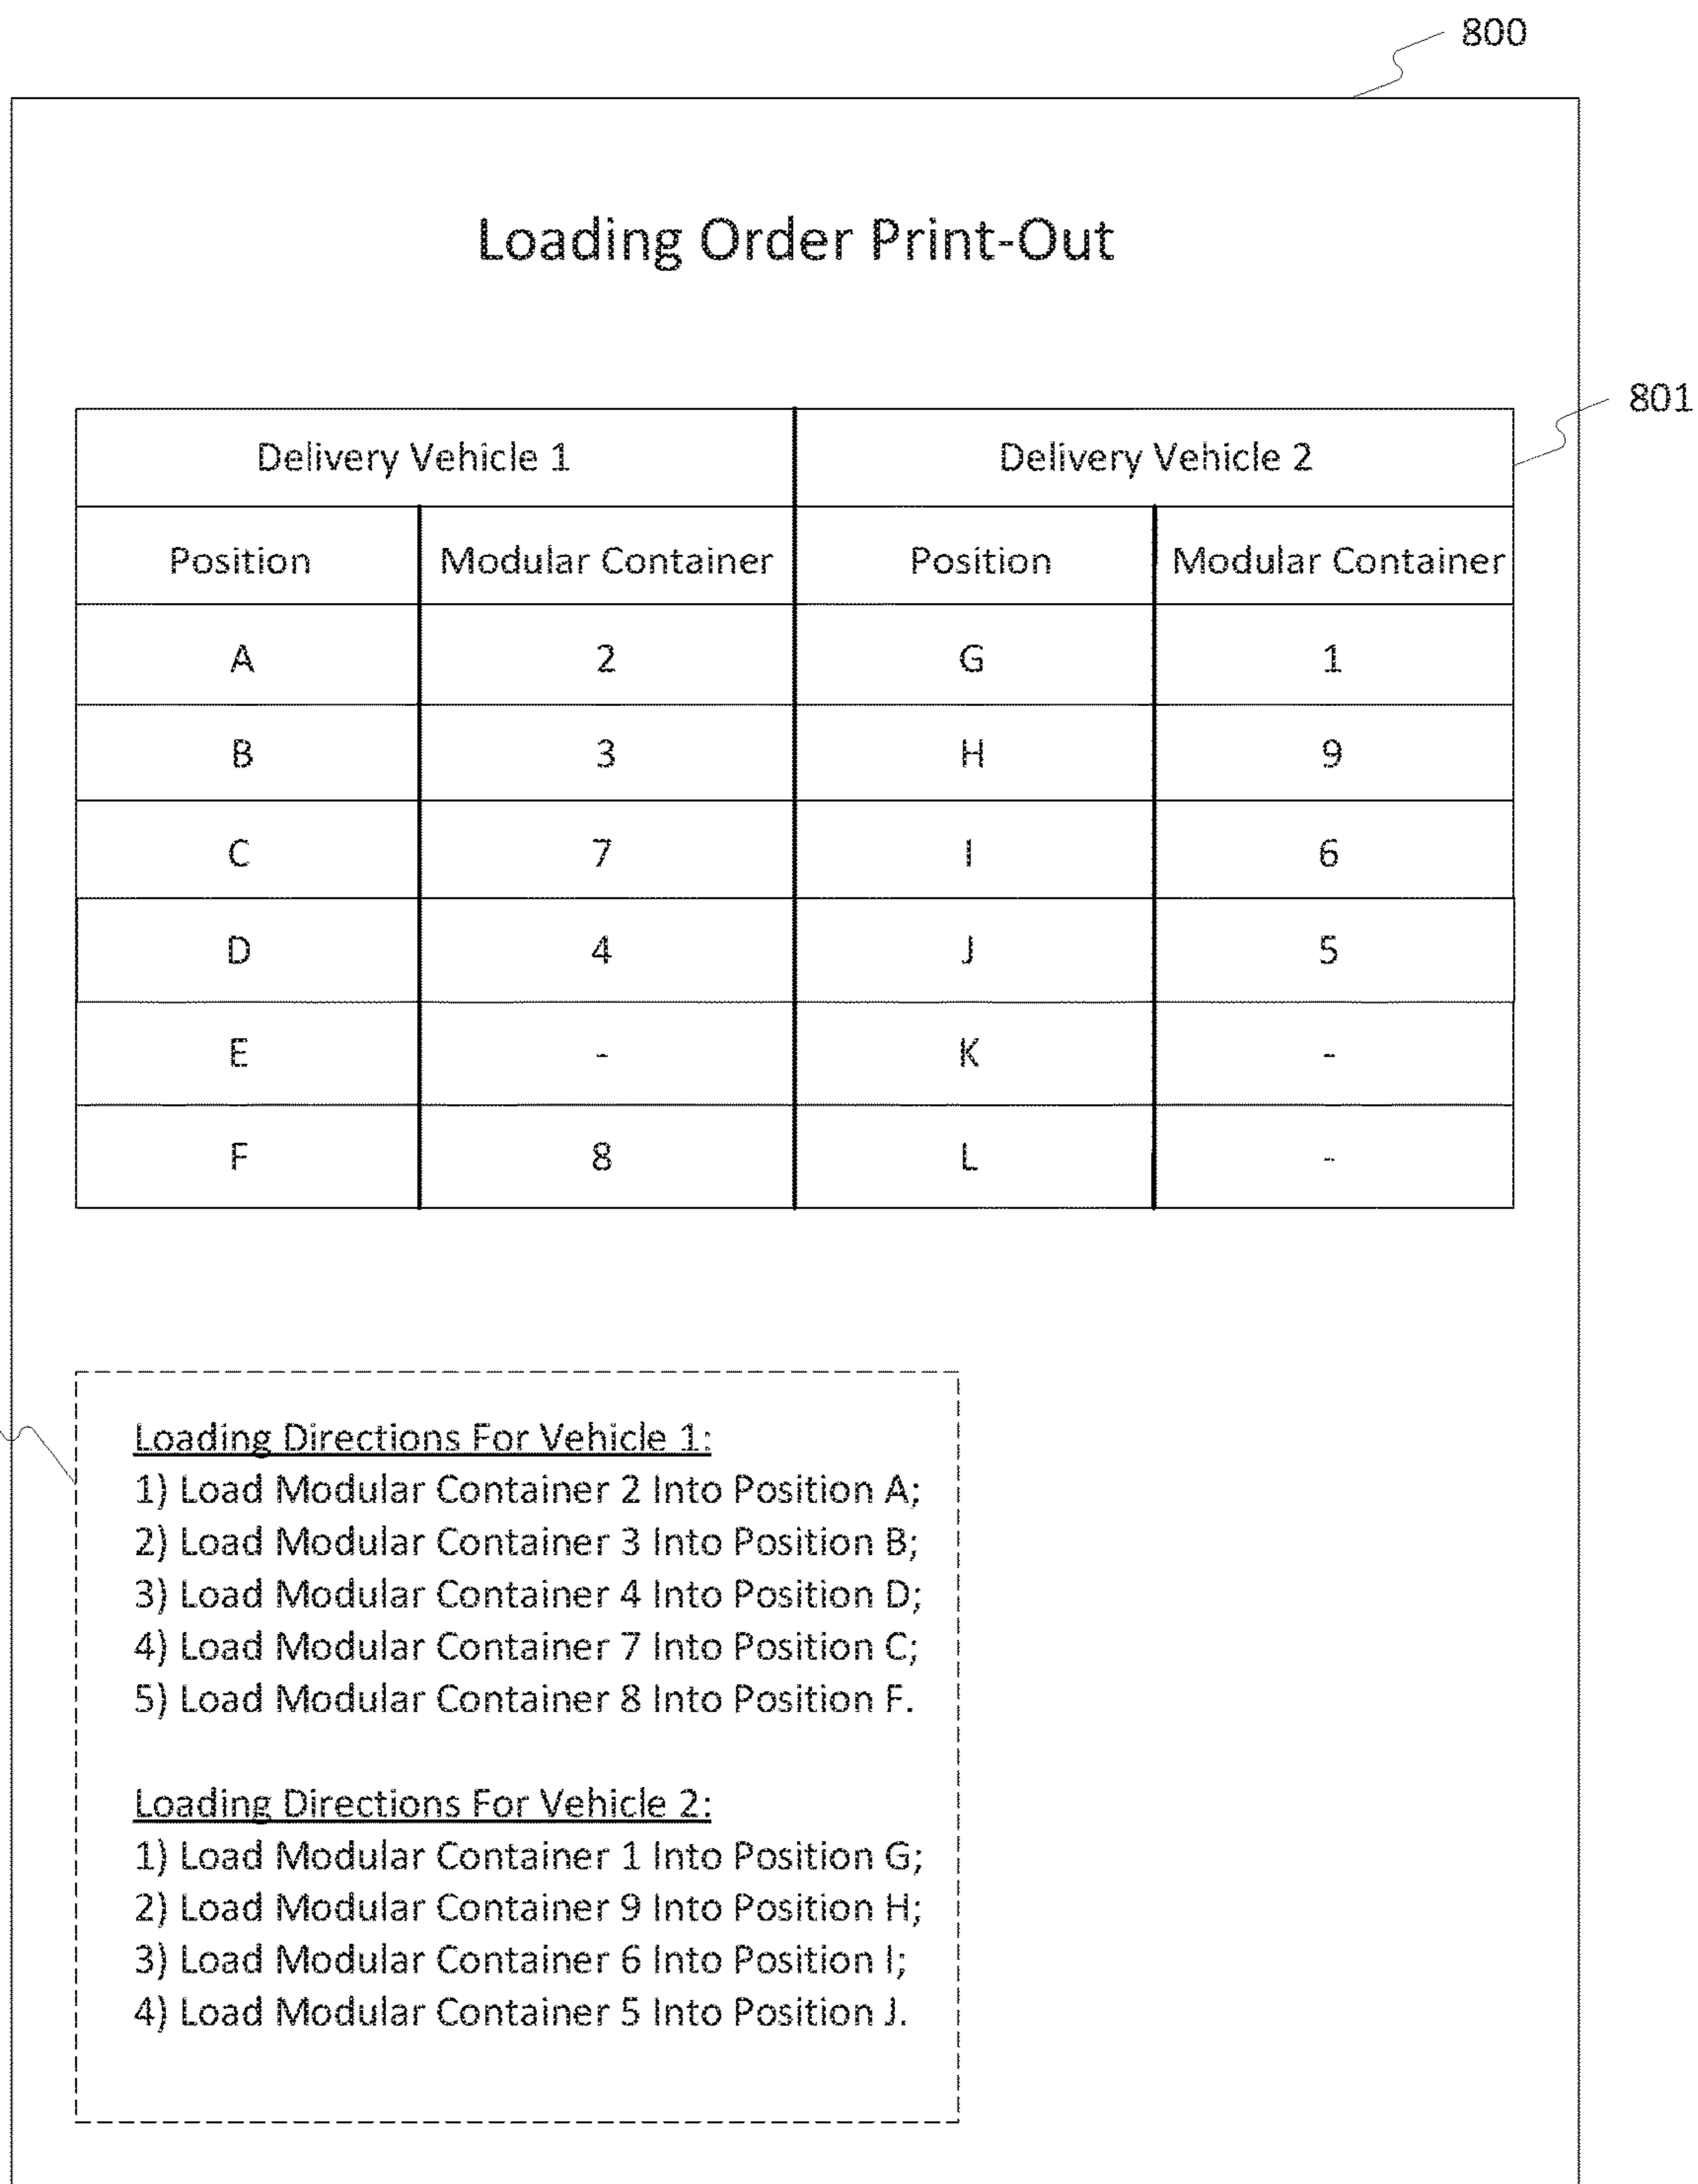 800
Loading Order Print-Out
801
Delivery Vehicle 1 Delivery Vehicle 2
Position Modular Container Position Modular Container
A 2 G 1
B 3 H 9
C 7 I 6
D 4 J 5
E - K -
F 8 L -
Loading Directions For Vehicle 1:
1) Load Modular Container 2 Into Position A;
2) Load Modular Container 3 Into Position B;
3) Load Modular Container 4 Into Position D;
4) Load Modular Container 7 Into Position C;
5) Load Modular Container 8 Into Position F.
Loading Directions For Vehicle 2:
1) Load Modular Container 1 Into Position G;
2) Load Modular Container 9 Into Position H;
3) Load Modular Container 6 Into Position I;
4) Load Modular Container 5 Into Position J.